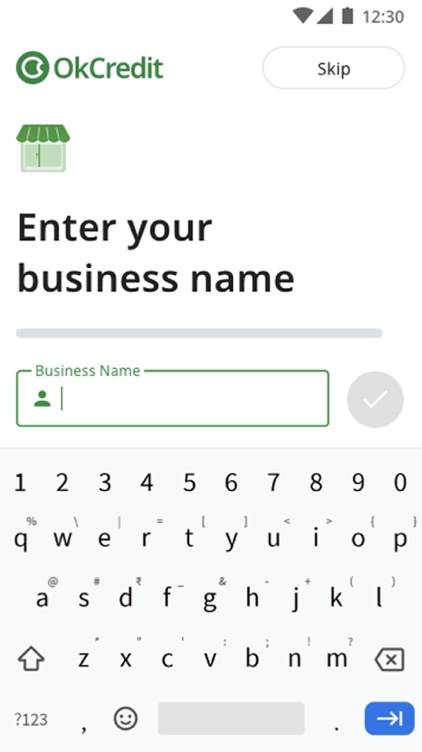 12:30
OkCredit
Skip
Enter your
business name
Business Name
1 2 3 4 5 6 7 8 9 0
% \ | = [ ] < > { }
q w e r t y u i o p
@ # ₹ _ & - + ( )
a s d f g h j k l
* " ' : ; ! ?
z x c v b n m
?123 , .